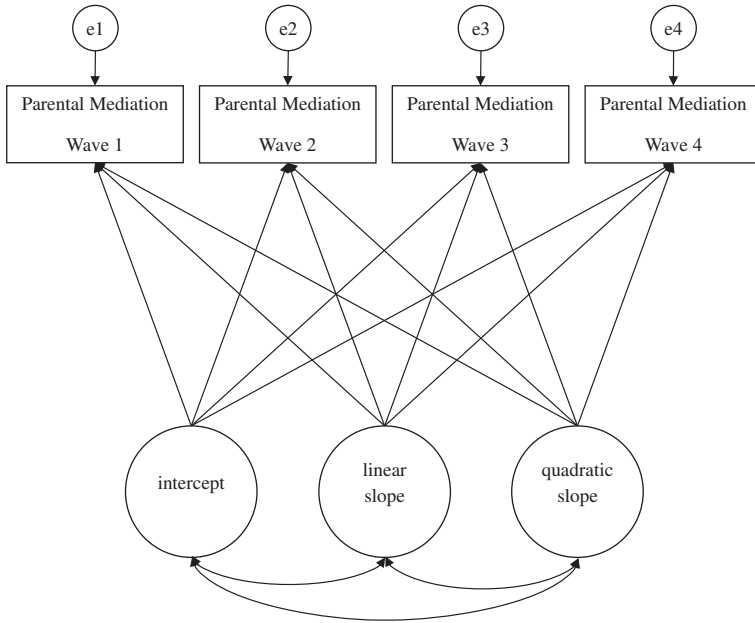 e1
e2
e3
e4
Parental Mediation
Wave 1
Parental Mediation
Wave 2
Parental Mediation
Wave 3
Parental Mediation
Wave 4
intercept
linear
slope
quadratic
slope